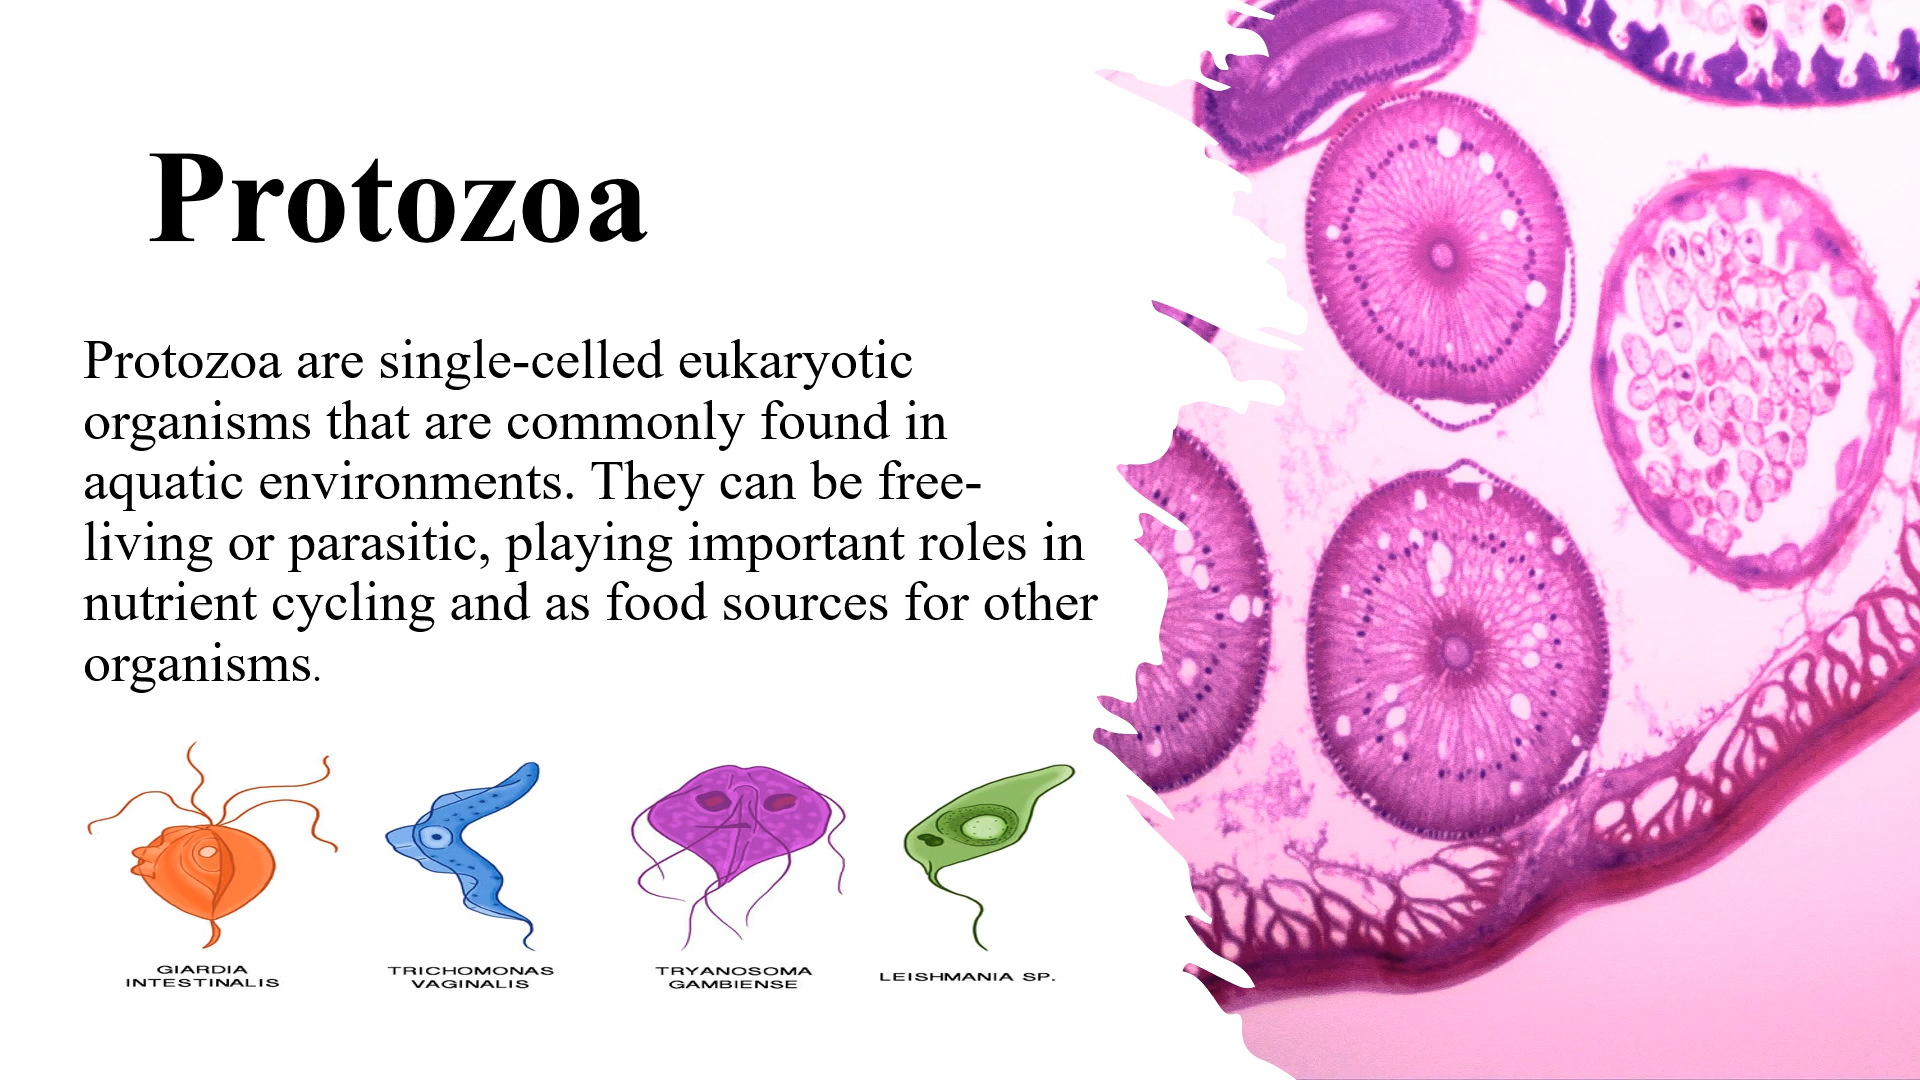 Protozoa
Protozoa are single-celled eukaryotic
organisms that are commonly found in
aquatic environments. They can be free-
living or parasitic, playing important roles in
nutrient cycling and as food sources for other
organisms.
GIARDIA
INTESTINALIS
TRICHOMONAS
VAGINALIS
TRYANOSOMA
GAMBIENSE
LEISHMANIA SP.